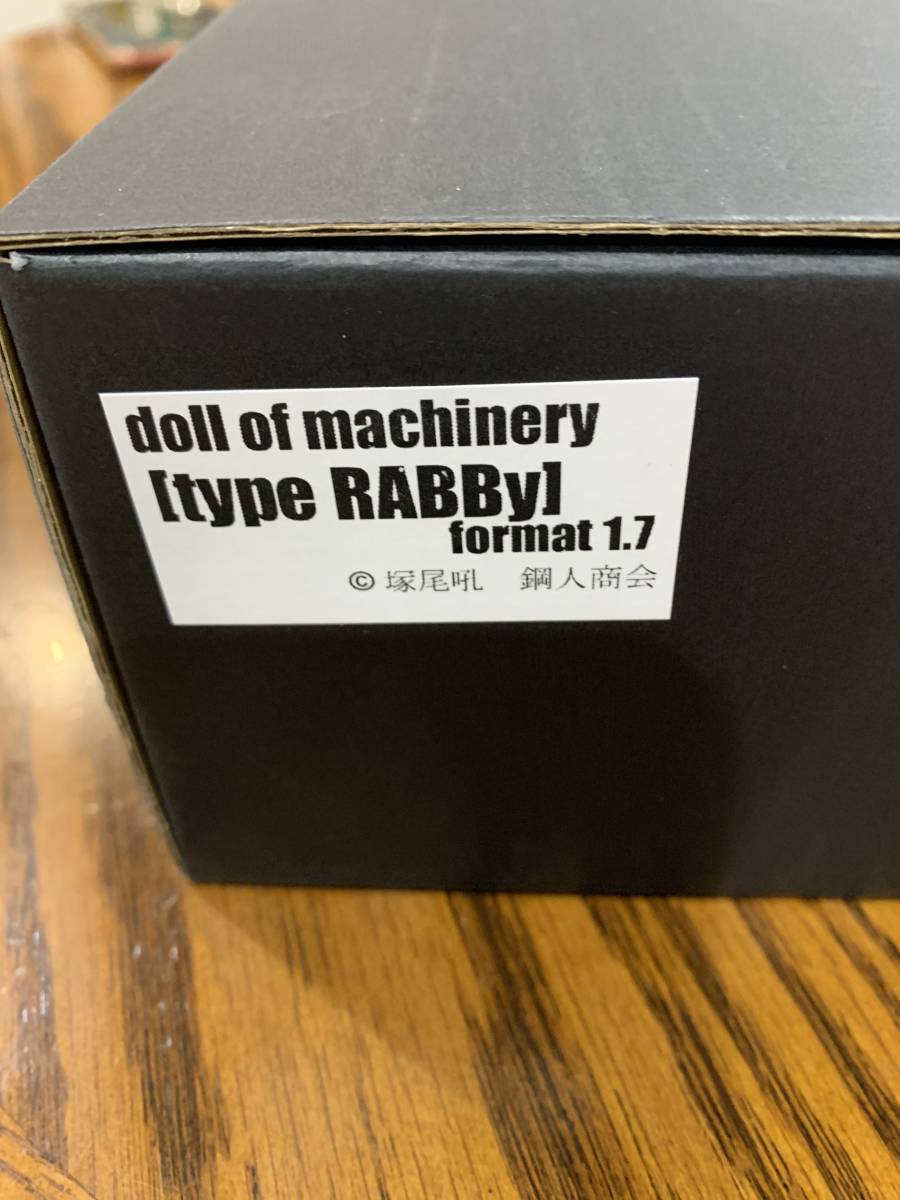 doll of machinery
[type RABBy]
format 1.7
© 塚尾吼　鋼人商会